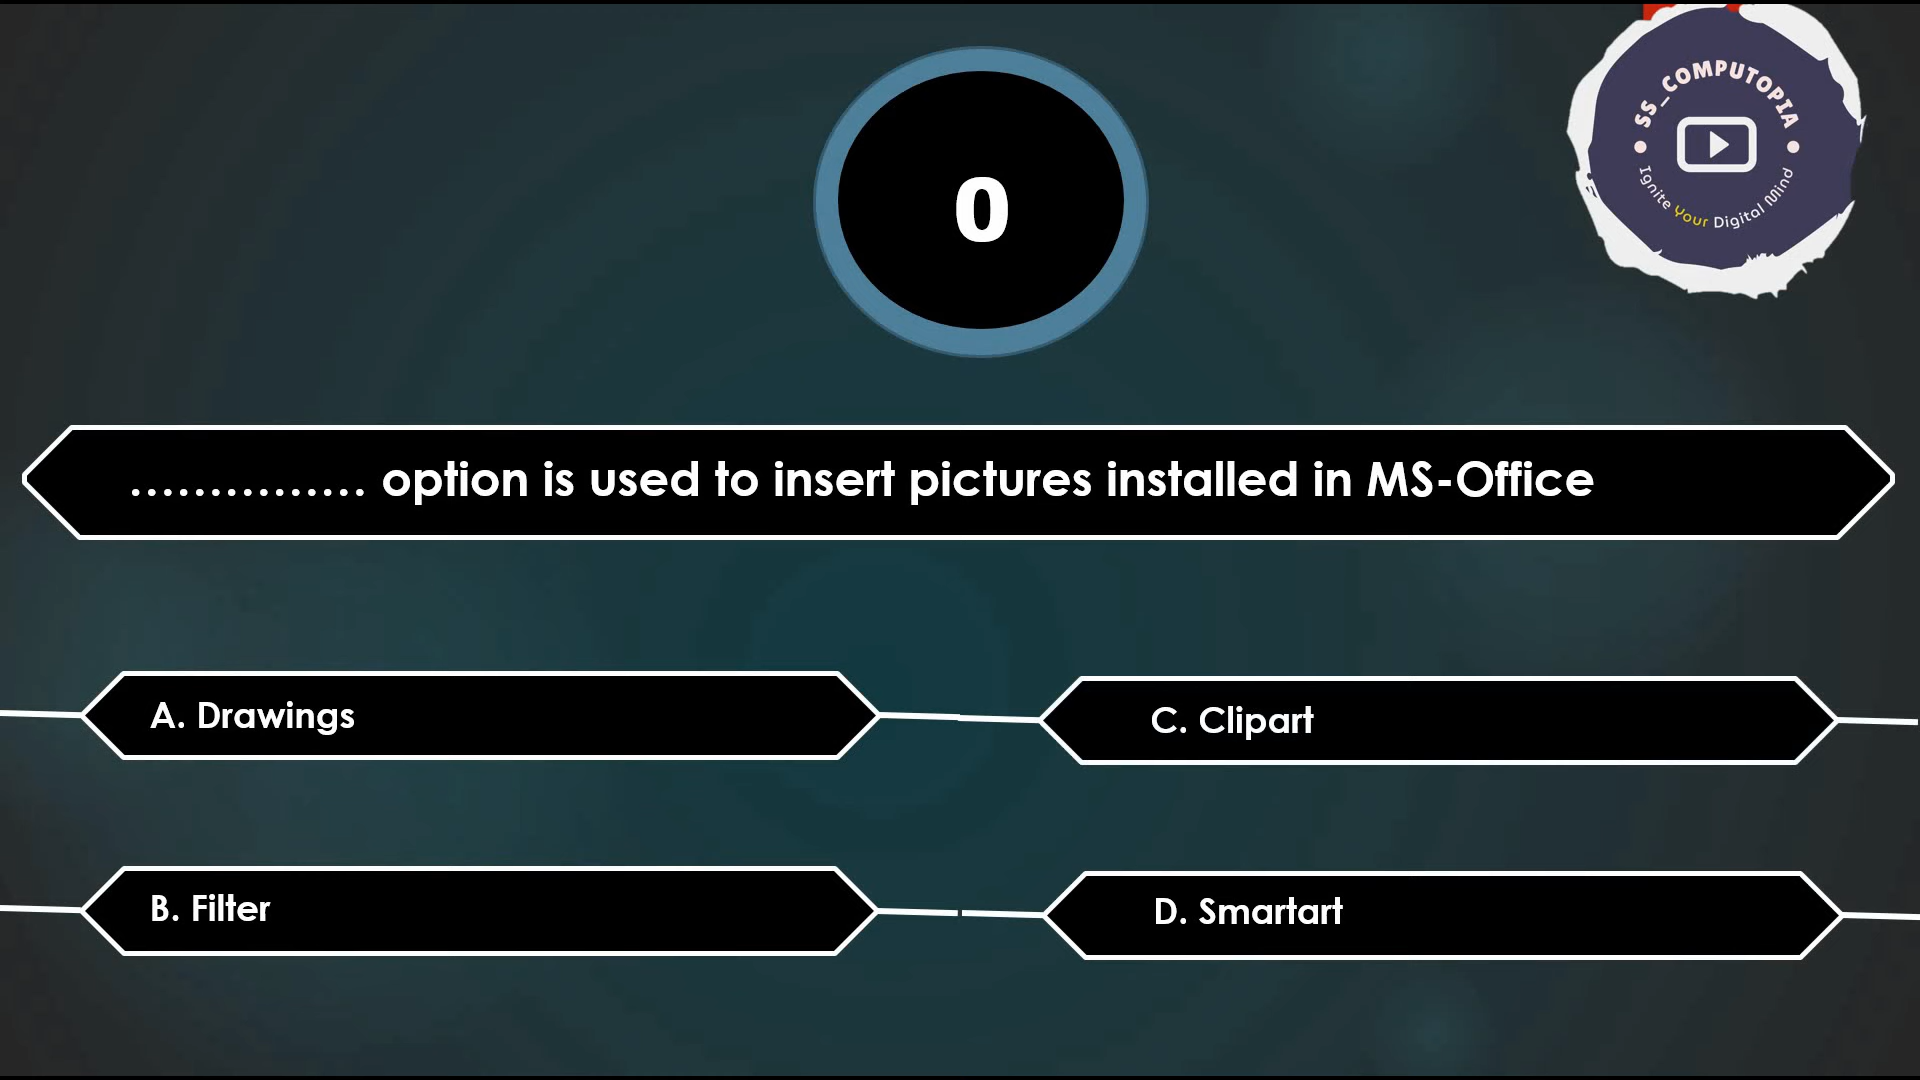 SS_COMPUTOPIA
Ignite Your Digital Mind
0
............... option is used to insert pictures installed in MS-Office
A. Drawings
C. Clipart
B. Filter
D. Smartart